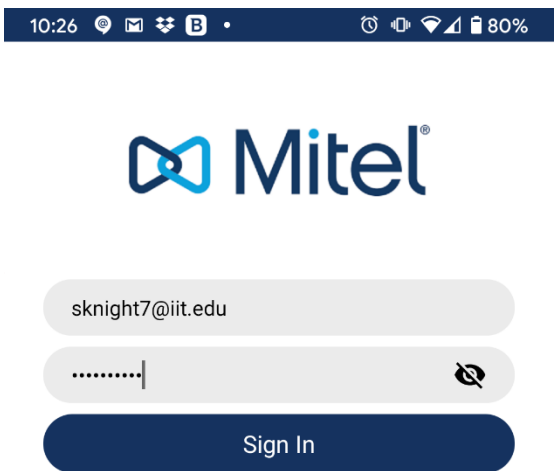 10:26 B 80%
Mitel®
sknight7@iit.edu
••••••••••
Sign In